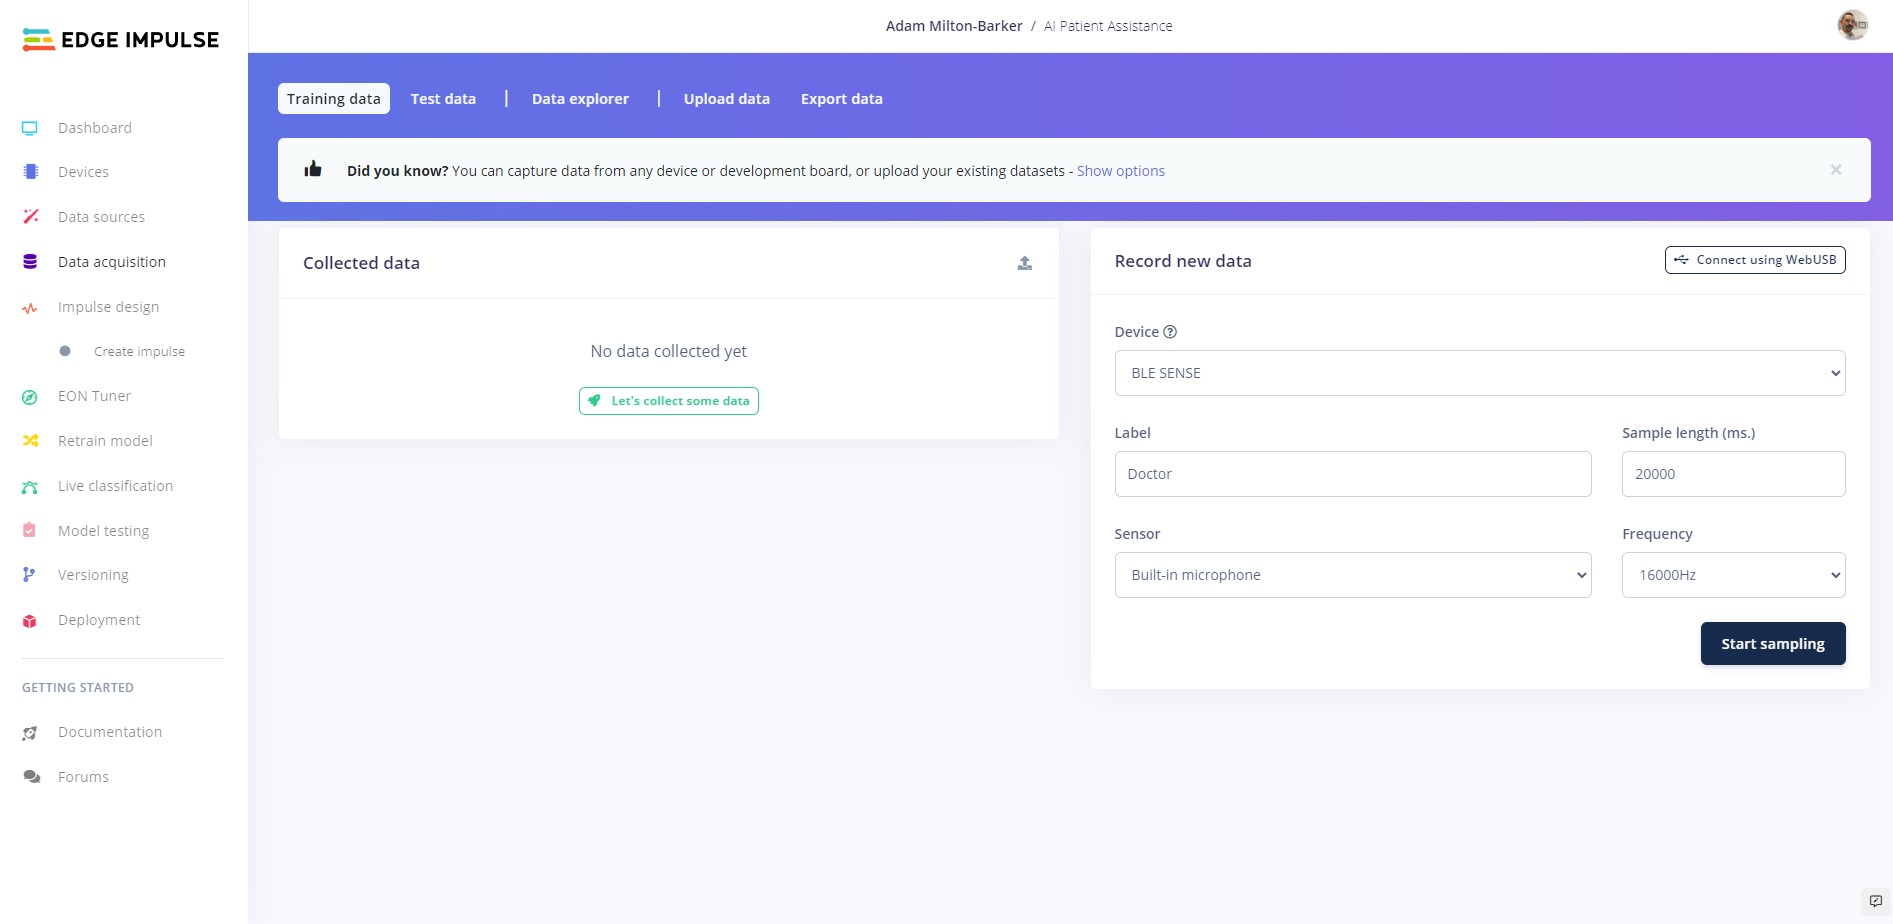 EDGE IMPULSE
Adam Milton-Barker / AI Patient Assistance
Dashboard
Devices
Data sources
Data acquisition
Impulse design
Create impulse
EON Tuner
Retrain model
Live classification
Model testing
Versioning
Deployment
GETTING STARTED
Documentation
Forums
Training data Test data | Data explorer | Upload data Export data
Did you know? You can capture data from any device or development board, or upload your existing datasets - Show options
×
Collected data
No data collected yet
Let's collect some data
Record new data
Connect using WebUSB
Device
BLE SENSE
Label
Doctor
Sample length (ms.)
20000
Sensor
Built-in microphone
Frequency
16000Hz
Start sampling